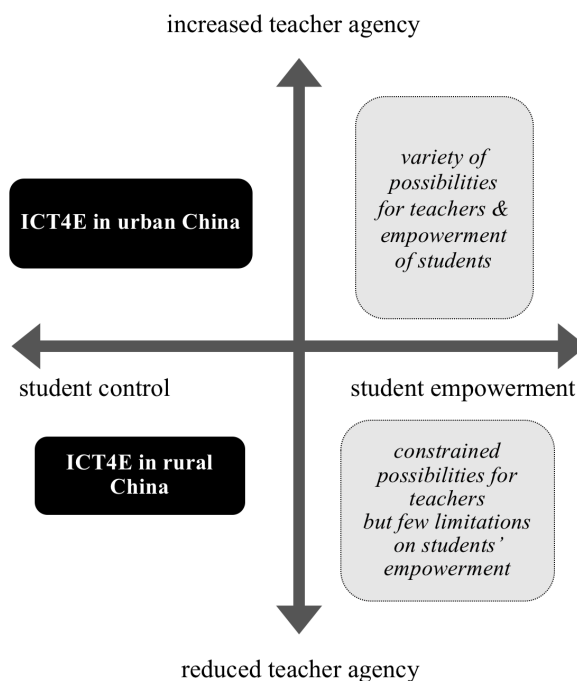 increased teacher agency
variety of
possibilities
for teachers &
empowerment
of students
ICT4E in urban China
student control
student empowerment
ICT4E in rural
China
constrained
possibilities for
teachers
but few limitations
on students’
empowerment
reduced teacher agency